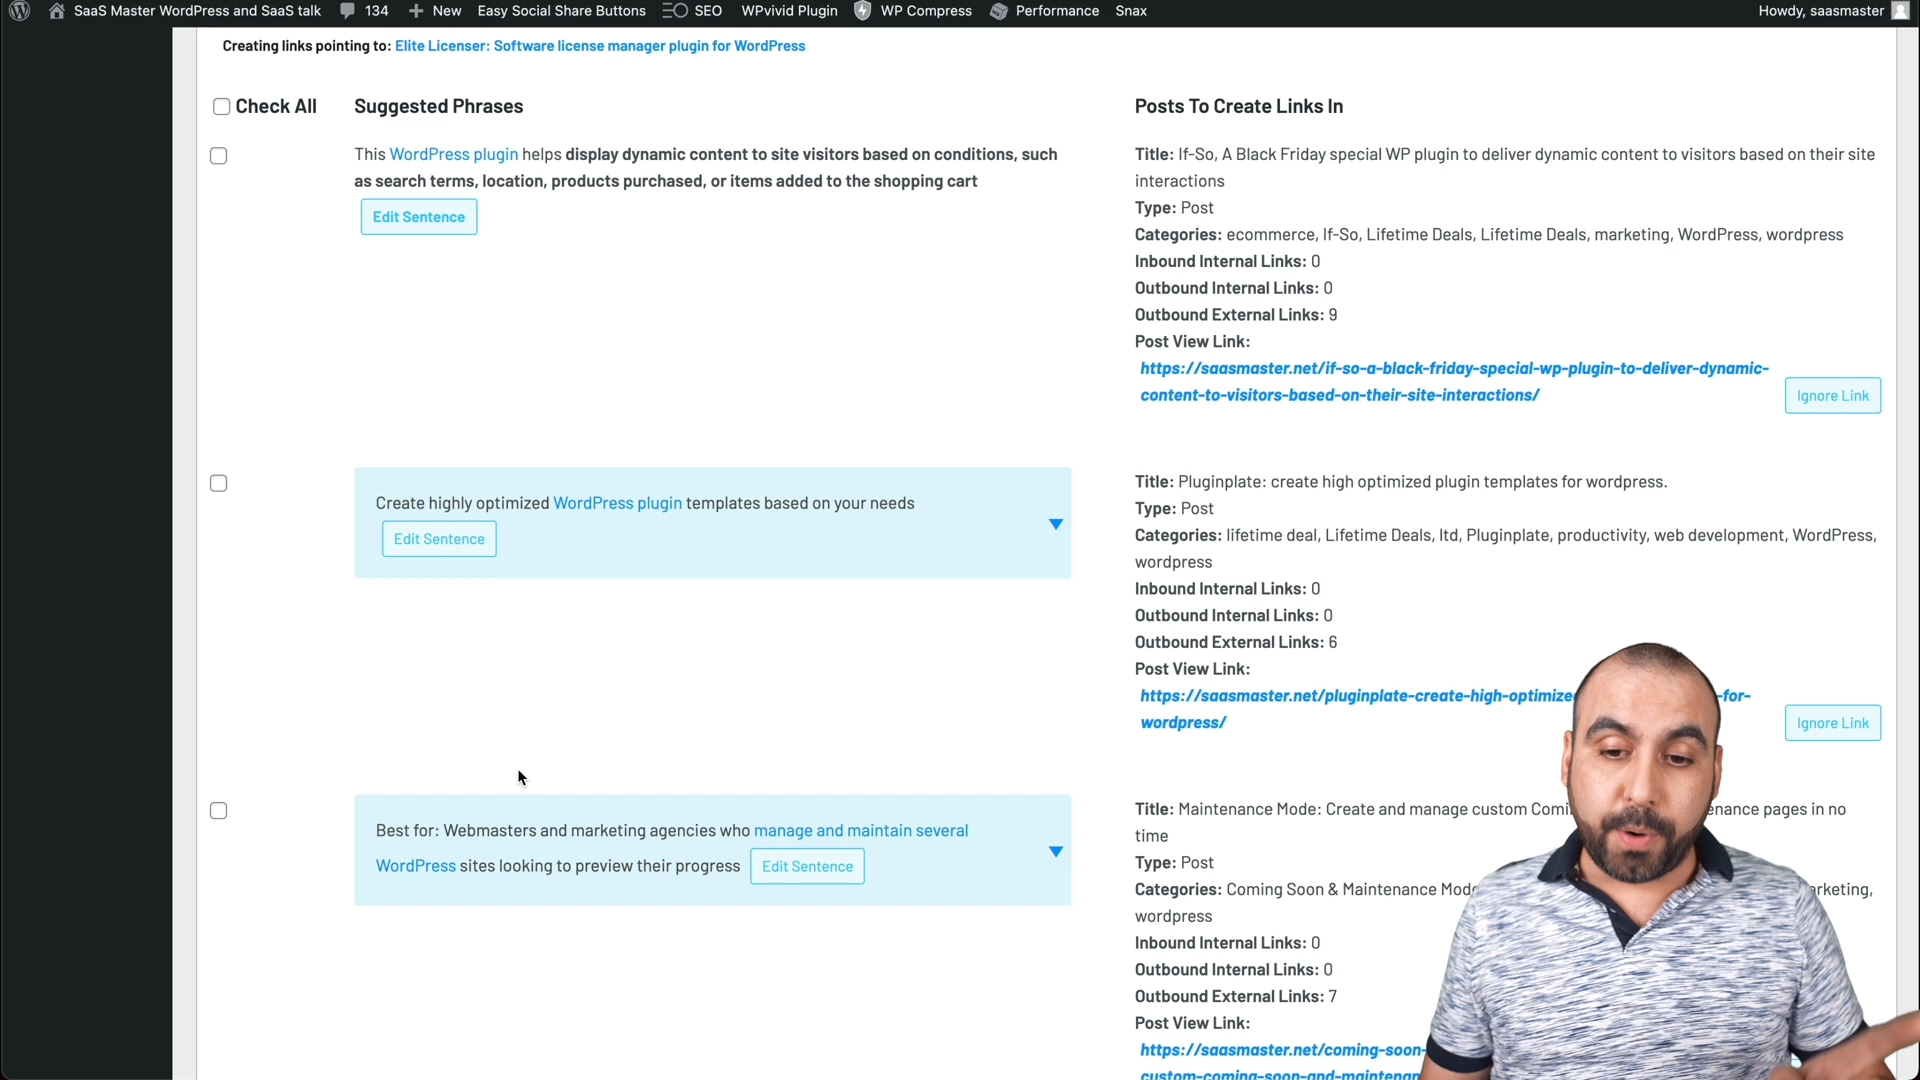 SaaS Master WordPress and SaaS talk 134 New Easy Social Share Buttons SEO WPvivid Plugin WP Compress Performance Snax Howdy, saasmaster
Creating links pointing to: Elite Licenser: Software license manager plugin for WordPress
Check All Suggested Phrases Posts To Create Links In
This WordPress plugin helps display dynamic content to site visitors based on conditions, such
as search terms, location, products purchased, or items added to the shopping cart
Edit Sentence
Title: If-So, A Black Friday special WP plugin to deliver dynamic content to visitors based on their site
interactions
Type: Post
Categories: ecommerce, If-So, Lifetime Deals, Lifetime Deals, marketing, WordPress, wordpress
Inbound Internal Links: 0
Outbound Internal Links: 0
Outbound External Links: 9
Post View Link:
https://saasmaster.net/if-so-a-black-friday-special-wp-plugin-to-deliver-dynamic-
content-to-visitors-based-on-their-site-interactions/
Ignore Link
Create highly optimized WordPress plugin templates based on your needs
Edit Sentence
Title: Pluginplate: create high optimized plugin templates for wordpress.
Type: Post
Categories: lifetime deal, Lifetime Deals, ltd, Pluginplate, productivity, web development, WordPress,
wordpress
Inbound Internal Links: 0
Outbound Internal Links: 0
Outbound External Links: 6
Post View Link:
https://saasmaster.net/pluginplate-create-high-optimize -for-
wordpress/
Ignore Link
Best for: Webmasters and marketing agencies who manage and maintain several
WordPress sites looking to preview their progress Edit Sentence
Title: Maintenance Mode: Create and manage custom Comi enance pages in no
time
Type: Post
Categories: Coming Soon & Maintenance Mod arketing,
wordpress
Inbound Internal Links: 0
Outbound Internal Links: 0
Outbound External Links: 7
Post View Link:
https://saasmaster.net/coming-soon-
custom-coming-soon-and-maintenan